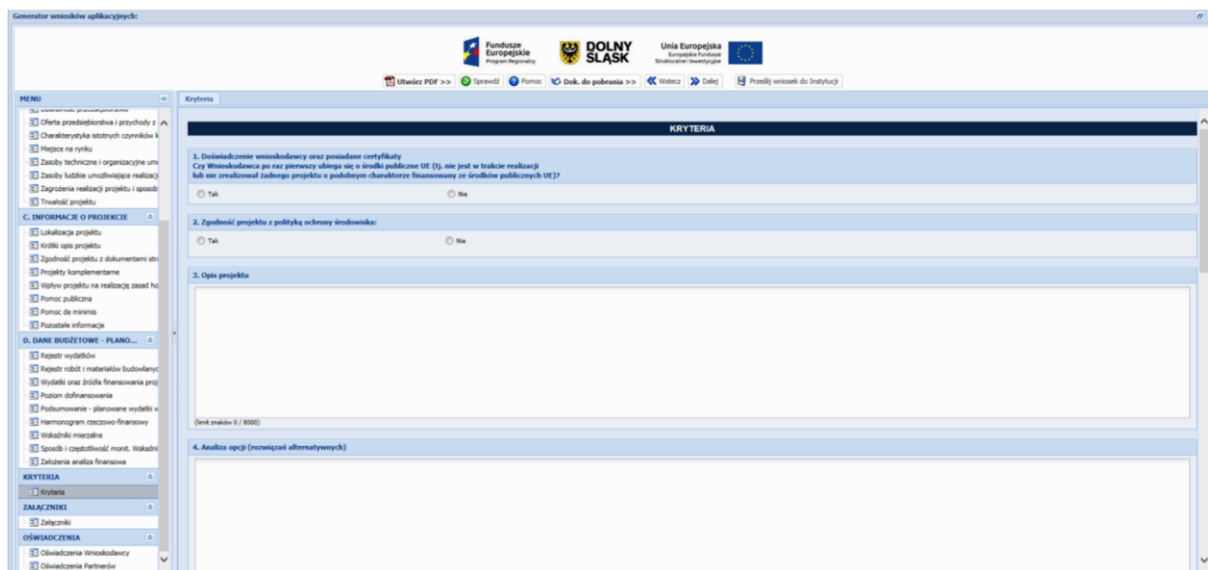 Generator wniosków aplikacyjnych:
Fundusze
Europejskie
Program Regionalny
DOLNY
ŚLĄSK
Unia Europejska
Europejskie Fundusze
Strukturalne i Inwestycyjne
Utwórz PDF >> Sprawdź Pomoc Dok. do pobrania >> Wstecz Dalej Prześlij wniosek do Instytucji
MENU
Oferta przedsiębiorstwa i przychody z
Charakterystyka istotnych czynników k
Miejsce na rynku
Zasoby techniczne i organizacyjne umo
Zasoby ludzkie umożliwiające realizacj
Zagrożenia realizacji projektu i sposob
Trwałość projektu
C. INFORMACJE O PROJEKCIE
Lokalizacja projektu
Krótki opis projektu
Zgodność projektu z dokumentami stra
Projekty komplementarne
Wpływ projektu na realizację zasad ho
Pomoc publiczna
Pomoc de minimis
Pozostałe informacje
D. DANE BUDŻETOWE - PLANO...
Rejestr wydatków
Rejestr robót i materiałów budowlanyc
Wydatki oraz źródła finansowania proj
Poziom dofinansowania
Podsumowanie - planowane wydatki w
Harmonogram rzeczowo-finansowy
Wskaźniki mierzalne
Sposób i częstotliwość monit. Wskaźni
Założenia analiza finansowa
KRYTERIA
Kryteria
ZAŁĄCZNIKI
Załączniki
OŚWIADCZENIA
Oświadczenia Wnioskodawcy
Oświadczenia Partnerów
Kryteria
KRYTERIA
1. Doświadczenie wnioskodawcy oraz posiadane certyfikaty
Czy Wnioskodawca po raz pierwszy ubiega się o środki publiczne UE (tj. nie jest w trakcie realizacji
lub nie zrealizował żadnego projektu o podobnym charakterze finansowany ze środków publicznych UE)?
Tak Nie
2. Zgodność projektu z polityką ochrony środowiska:
Tak Nie
3. Opis projektu
(limit znaków 0 / 8000)
4. Analiza opcji (rozwiązań alternatywnych)